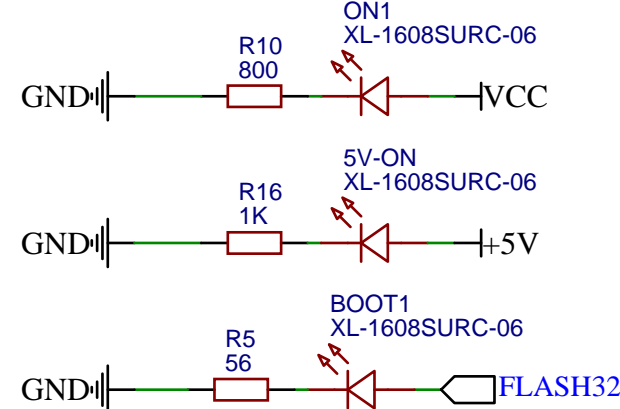 ON1
XL-1608SURC-06
R10
800
GND
VCC
5V-ON
XL-1608SURC-06
R16
1K
GND
+5V
BOOT1
XL-1608SURC-06
R5
56
GND
FLASH32